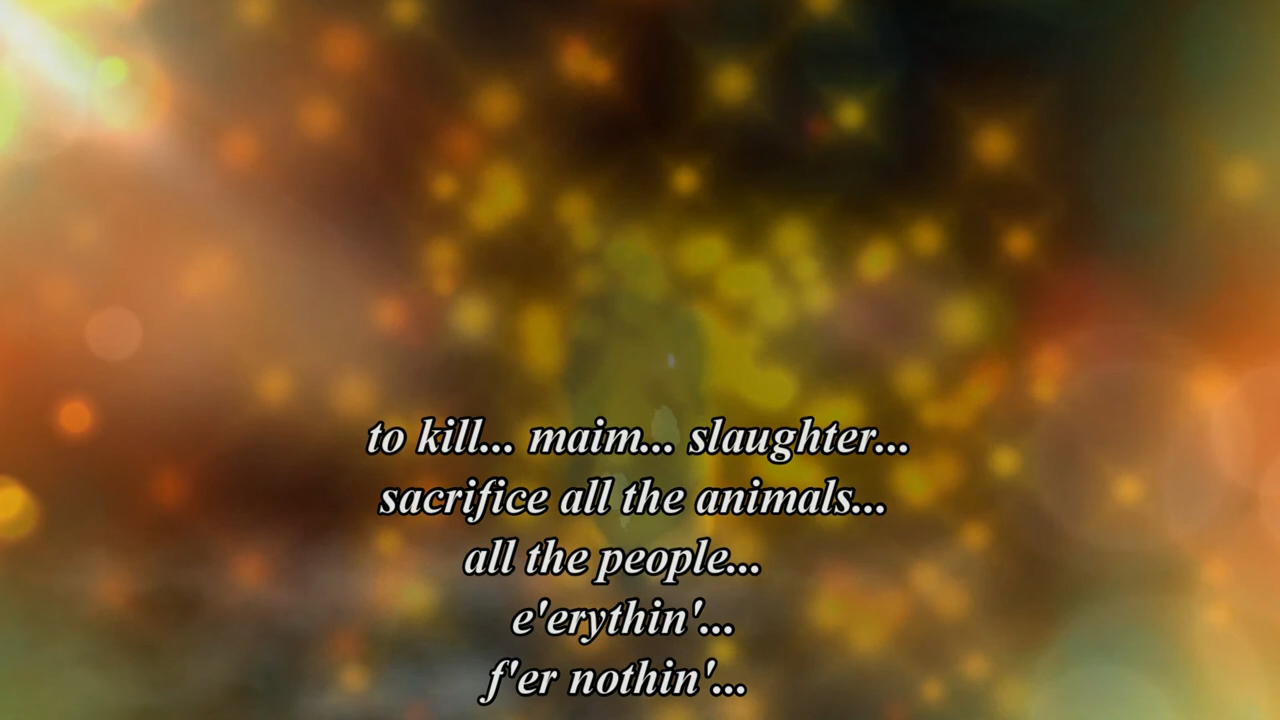 to kill... maim... slaughter...
sacrifice all the animals...
all the people...
e'erythin'...
f'er nothin'...